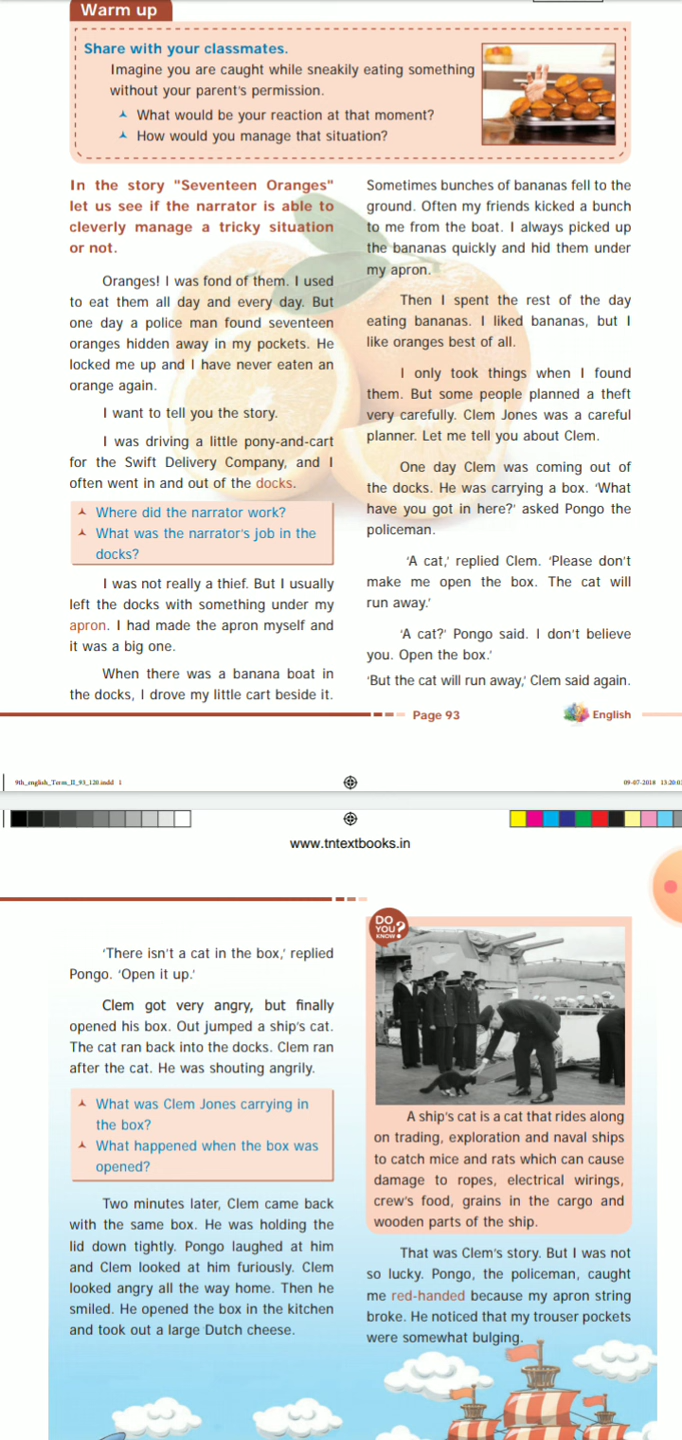 Warm up
Share with your classmates.
Imagine you are caught while sneakily eating something
without your parent's permission.
What would be your reaction at that moment?
How would you manage that situation?
In the story "Seventeen Oranges"
let us see if the narrator is able to
cleverly manage a tricky situation
or not.
Oranges! I was fond of them. I used
to eat them all day and every day. But
one day a police man found seventeen
oranges hidden away in my pockets. He
locked me up and I have never eaten an
orange again.
I want to tell you the story.
I was driving a little pony-and-cart
for the Swift Delivery Company, and I
often went in and out of the docks.
Where did the narrator work?
What was the narrator's job in the
docks?
I was not really a thief. But I usually
left the docks with something under my
apron. I had made the apron myself and
it was a big one.
When there was a banana boat in
the docks, I drove my little cart beside it.
Sometimes bunches of bananas fell to the
ground. Often my friends kicked a bunch
to me from the boat. I always picked up
the bananas quickly and hid them under
my apron.
Then I spent the rest of the day
eating bananas. I liked bananas, but I
like oranges best of all.
I only took things when I found
them. But some people planned a theft
very carefully. Clem Jones was a careful
planner. Let me tell you about Clem.
One day Clem was coming out of
the docks. He was carrying a box. 'What
have you got in here?' asked Pongo the
policeman.
'A cat,' replied Clem. 'Please don't
make me open the box. The cat will
run away.'
'A cat?' Pongo said. I don't believe
you. Open the box.'
'But the cat will run away,' Clem said again.
Page 93
English
9th_english_Term_II_93_120.indd 1
09-07-2018 13:20:0
www.tntextbooks.in
'There isn't a cat in the box,' replied
Pongo. 'Open it up.'
Clem got very angry, but finally
opened his box. Out jumped a ship's cat.
The cat ran back into the docks. Clem ran
after the cat. He was shouting angrily.
What was Clem Jones carrying in
the box?
What happened when the box was
opened?
Two minutes later, Clem came back
with the same box. He was holding the
lid down tightly. Pongo laughed at him
and Clem looked at him furiously. Clem
looked angry all the way home. Then he
smiled. He opened the box in the kitchen
and took out a large Dutch cheese.
DO
YOU
KNOW
?
A ship's cat is a cat that rides along
on trading, exploration and naval ships
to catch mice and rats which can cause
damage to ropes, electrical wirings,
crew's food, grains in the cargo and
wooden parts of the ship.
That was Clem's story. But I was not
so lucky. Pongo, the policeman, caught
me red-handed because my apron string
broke. He noticed that my trouser pockets
were somewhat bulging.